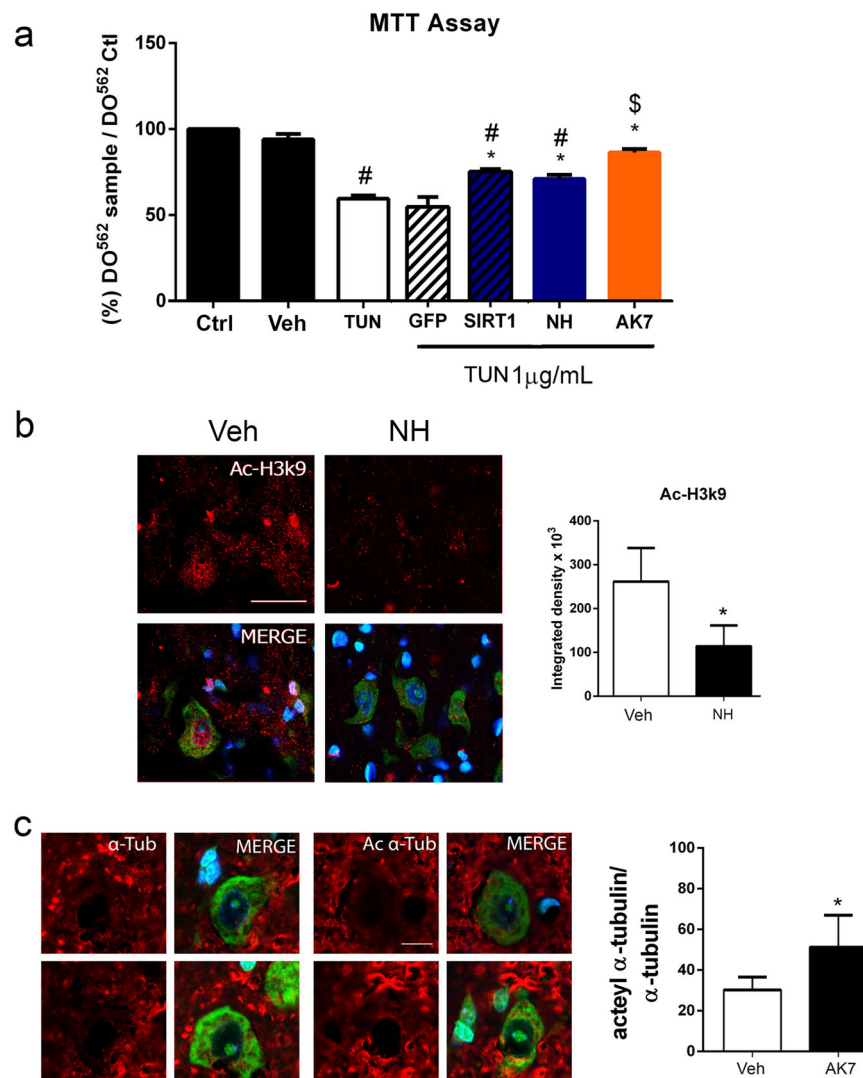 a
MTT Assay
(%) DO⁵⁶² sample / DO⁵⁶² Ctl
150
100
50
0
#
#
*
#
*
$
*
Ctrl Veh TUN GFP SIRT1 NH AK7
TUN 1μg/mL
b
Veh NH
Ac-H3k9
MERGE
Ac-H3k9
Integrated density x 10³
400
300
200
100
0
*
Veh NH
c
α-Tub MERGE Ac α-Tub MERGE
acteyl α-tubulin/
α-tubulin
100
80
60
40
20
0
*
Veh AK7